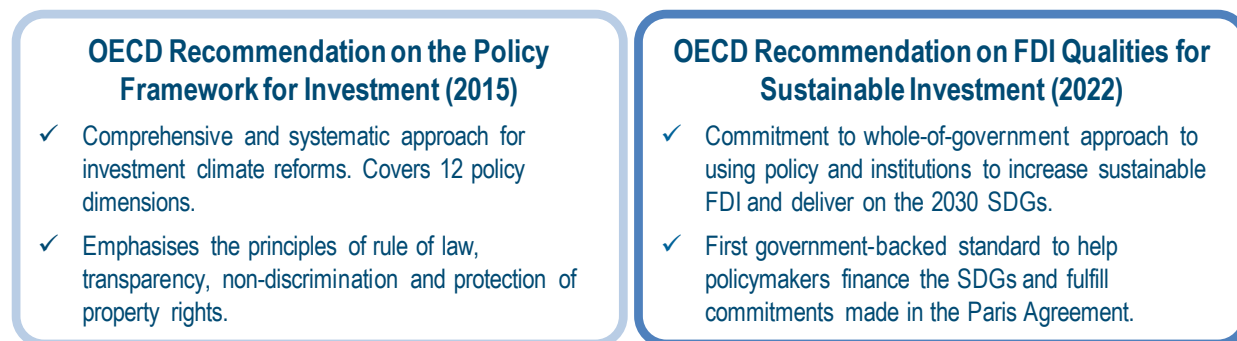 OECD Recommendation on the Policy
Framework for Investment (2015)
✓ Comprehensive and systematic approach for
investment climate reforms. Covers 12 policy
dimensions.
✓ Emphasises the principles of rule of law,
transparency, non-discrimination and protection of
property rights.
OECD Recommendation on FDI Qualities for
Sustainable Investment (2022)
✓ Commitment to whole-of-government approach to
using policy and institutions to increase sustainable
FDI and deliver on the 2030 SDGs.
✓ First government-backed standard to help
policymakers finance the SDGs and fulfill
commitments made in the Paris Agreement.